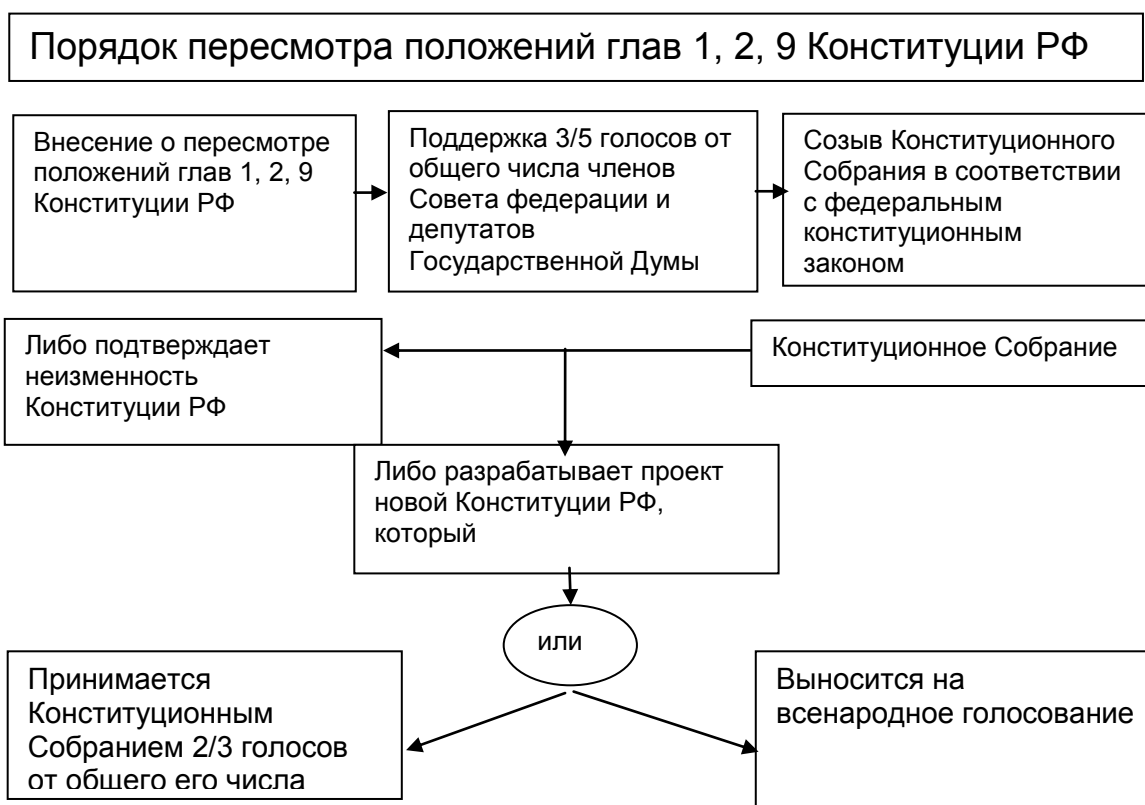 Порядок пересмотра положений глав 1, 2, 9 Конституции РФ
Внесение о пересмотре
положений глав 1, 2, 9
Конституции РФ
Поддержка 3/5 голосов от
общего числа членов
Совета федерации и
депутатов
Государственной Думы
Созыв Конституционного
Собрания в соответствии
с федеральным
конституционным
законом
Либо подтверждает
неизменность
Конституции РФ
Конституционное Собрание
Либо разрабатывает проект
новой Конституции РФ,
который
или
Принимается
Конституционным
Собранием 2/3 голосов
от общего его числа
Выносится на
всенародное голосование